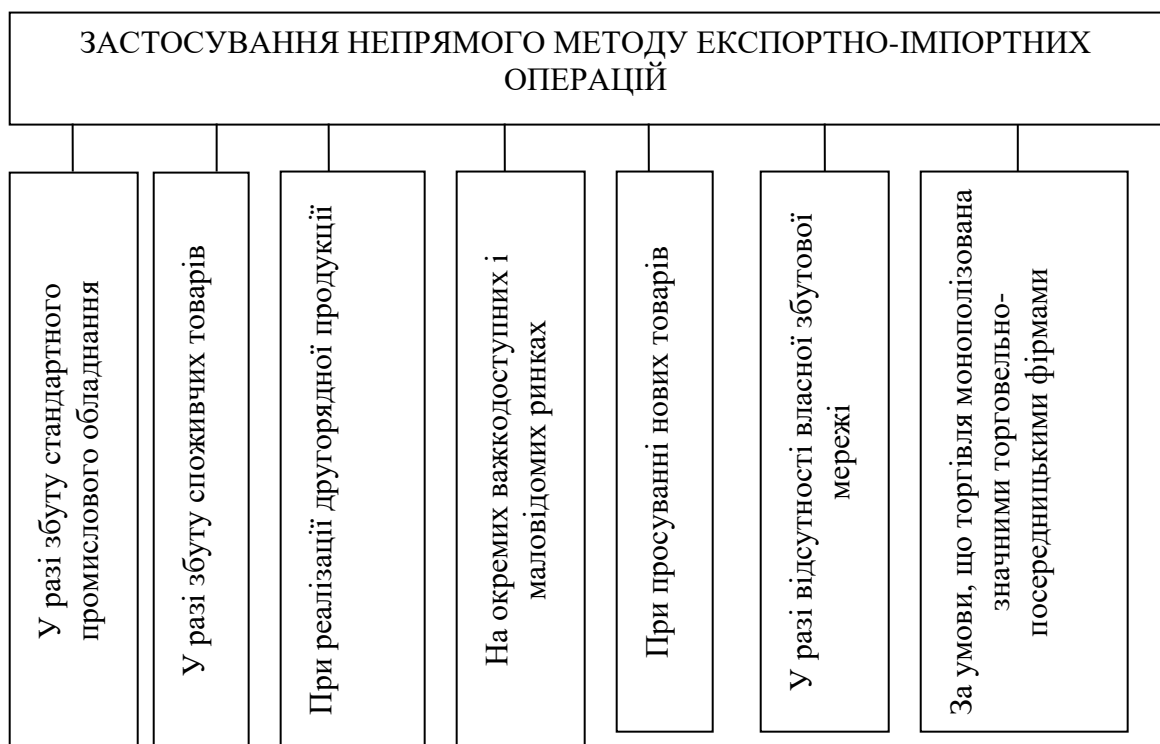 ЗАСТОСУВАННЯ НЕПРЯМОГО МЕТОДУ ЕКСПОРТНО-ІМПОРТНИХ
ОПЕРАЦІЙ
У разі збуту стандартного
промислового обладнання
У разі збуту споживчих товарів
При реалізації другорядної продукції
На окремих важкодоступних і
маловідомих ринках
При просуванні нових товарів
У разі відсутності власної збутової
мережі
За умови, що торгівля монополізована
значними торговельно-
посередницькими фірмами